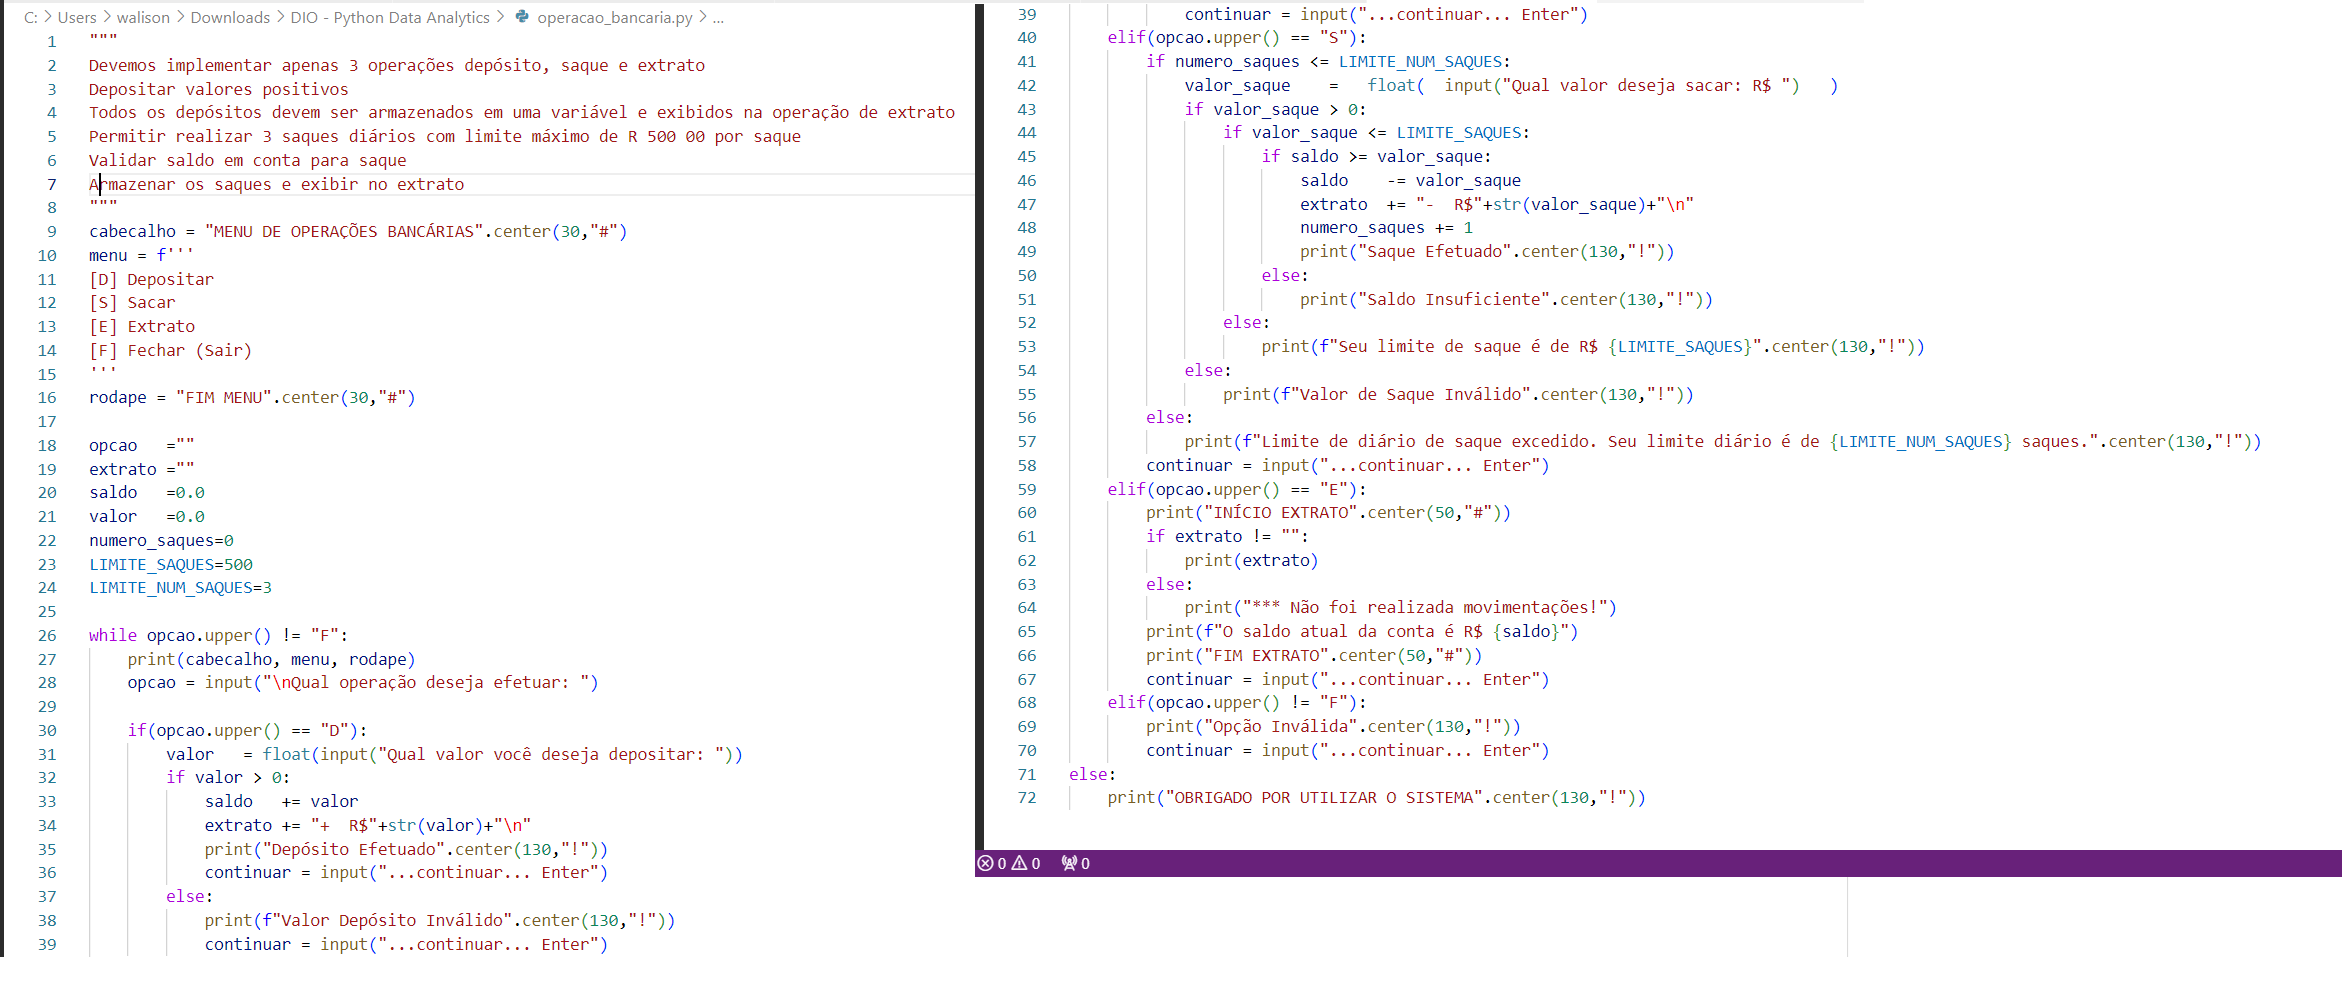 C: > Users > walison > Downloads > DIO - Python Data Analytics > operacao_bancaria.py > ...
1 """
2 Devemos implementar apenas 3 operações depósito, saque e extrato
3 Depositar valores positivos
4 Todos os depósitos devem ser armazenados em uma variável e exibidos na operação de extrato
5 Permitir realizar 3 saques diários com limite máximo de R 500 00 por saque
6 Validar saldo em conta para saque
7 Armazenar os saques e exibir no extrato
8 """
9 cabecalho = "MENU DE OPERAÇÕES BANCÁRIAS".center(30,"#")
10 menu = f'''
11 [D] Depositar
12 [S] Sacar
13 [E] Extrato
14 [F] Fechar (Sair)
15 '''
16 rodape = "FIM MENU".center(30,"#")
17
18 opcao   =""
19 extrato =""
20 saldo   =0.0
21 valor   =0.0
22 numero_saques=0
23 LIMITE_SAQUES=500
24 LIMITE_NUM_SAQUES=3
25
26 while opcao.upper() != "F":
27     print(cabecalho, menu, rodape)
28     opcao = input("\nQual operação deseja efetuar: ")
29
30     if(opcao.upper() == "D"):
31         valor   = float(input("Qual valor você deseja depositar: "))
32         if valor > 0:
33             saldo   += valor
34             extrato += "+  R$"+str(valor)+"\n"
35             print("Depósito Efetuado".center(130,"!"))
36             continuar = input("...continuar... Enter")
37         else:
38             print(f"Valor Depósito Inválido".center(130,"!"))
39             continuar = input("...continuar... Enter")
39             continuar = input("...continuar... Enter")
40     elif(opcao.upper() == "S"):
41         if numero_saques <= LIMITE_NUM_SAQUES:
42             valor_saque    =   float(  input("Qual valor deseja sacar: R$ ")   )
43             if valor_saque > 0:
44                 if valor_saque <= LIMITE_SAQUES:
45                     if saldo >= valor_saque:
46                         saldo    -= valor_saque
47                         extrato  += "-  R$"+str(valor_saque)+"\n"
48                         numero_saques += 1
49                         print("Saque Efetuado".center(130,"!"))
50                     else:
51                         print("Saldo Insuficiente".center(130,"!"))
52                 else:
53                     print(f"Seu limite de saque é de R$ {LIMITE_SAQUES}".center(130,"!"))
54             else:
55                 print(f"Valor de Saque Inválido".center(130,"!"))
56         else:
57             print(f"Limite de diário de saque excedido. Seu limite diário é de {LIMITE_NUM_SAQUES} saques.".center(130,"!"))
58         continuar = input("...continuar... Enter")
59     elif(opcao.upper() == "E"):
60         print("INÍCIO EXTRATO".center(50,"#"))
61         if extrato != "":
62             print(extrato)
63         else:
64             print("*** Não foi realizada movimentações!")
65         print(f"O saldo atual da conta é R$ {saldo}")
66         print("FIM EXTRATO".center(50,"#"))
67         continuar = input("...continuar... Enter")
68     elif(opcao.upper() != "F"):
69         print("Opção Inválida".center(130,"!"))
70         continuar = input("...continuar... Enter")
71 else:
72     print("OBRIGADO POR UTILIZAR O SISTEMA".center(130,"!"))
0 0 0